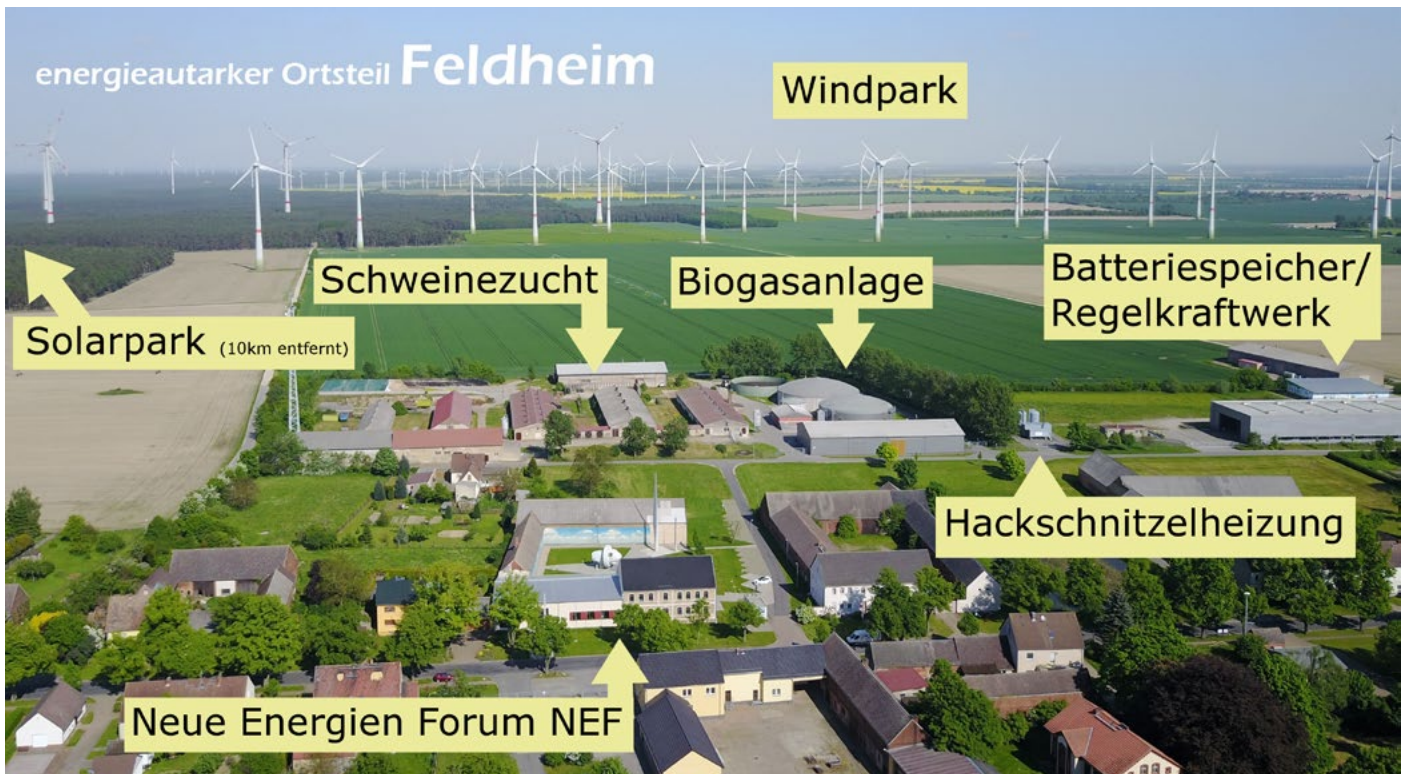 energieautarker Ortsteil Feldheim
Windpark
Schweinezucht
Biogasanlage
Batteriespeicher/
Regelkraftwerk
Solarpark (10km entfernt)
Hackschnitzelheizung
Neue Energien Forum NEF